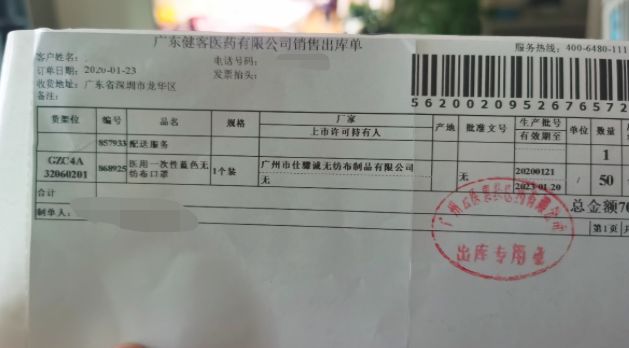 广东健客医药有限公司销售出库单
客户姓名: 电话号码: 服务热线: 400-6480-111
订单日期: 2020-01-23 发票抬头:
收货地址: 广东省深圳市龙华区
备注:
5620020952676572
货架位 编号 品名 规格 厂家 产地 批准文号 生产批号 单位 数量
上市许可持有人 有效期至
857933 配送服务 1
GZC4A 32060201 868925 医用一次性蓝色无纺布口罩 1个装 广州市仕馨诚无纺布制品有限公司 20200121 / 50
无 无 2023-01-20
合计 总金额70
制单人: 第1页
出库专用章